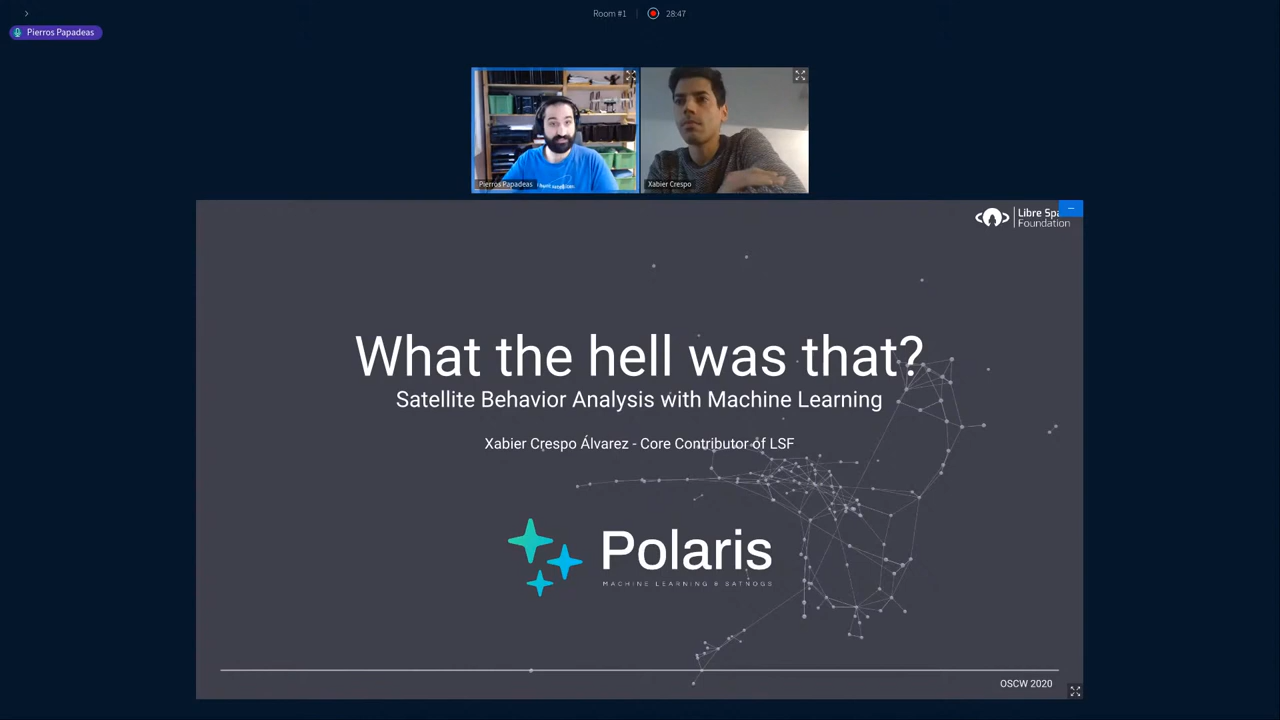 Room #1
28:47
Pierros Papadeas
Pierros Papadeas
Xabier Crespo
Libre
Foundation
What the hell was that?
Satellite Behavior Analysis with Machine Learning
Xabier Crespo Álvarez - Core Contributor of LSF
Polaris
MACHINE LEARNING & SATNOGS
OSCW 2020